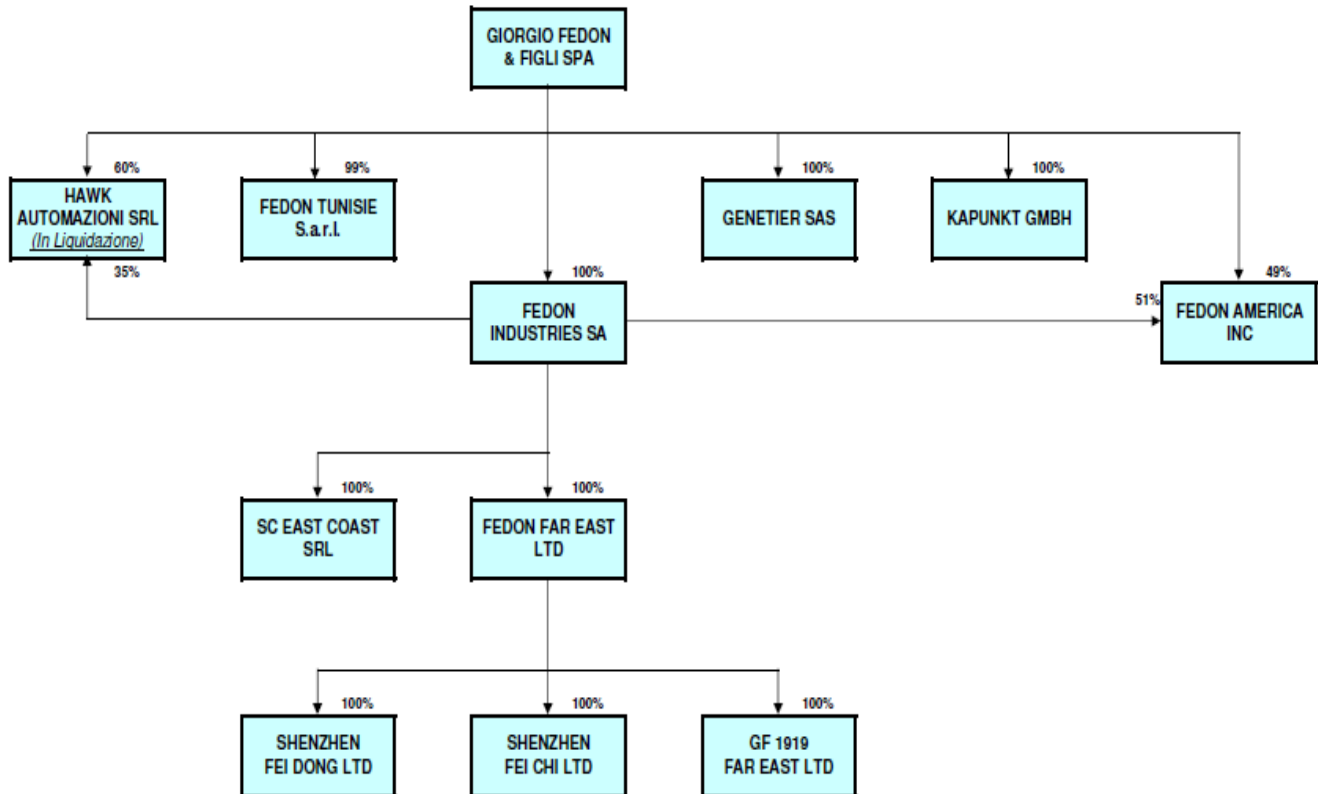 GIORGIO FEDON
& FIGLI SPA
60%
99%
100%
100%
HAWK
AUTOMAZIONI SRL
(In Liquidazione)
FEDON TUNISIE
S.a.r.l.
GENETIER SAS
KAPUNKT GMBH
35%
100%
49%
51%
FEDON
INDUSTRIES SA
FEDON AMERICA
INC
100%
100%
SC EAST COAST
SRL
FEDON FAR EAST
LTD
100%
100%
100%
SHENZHEN
FEI DONG LTD
SHENZHEN
FEI CHI LTD
GF 1919
FAR EAST LTD